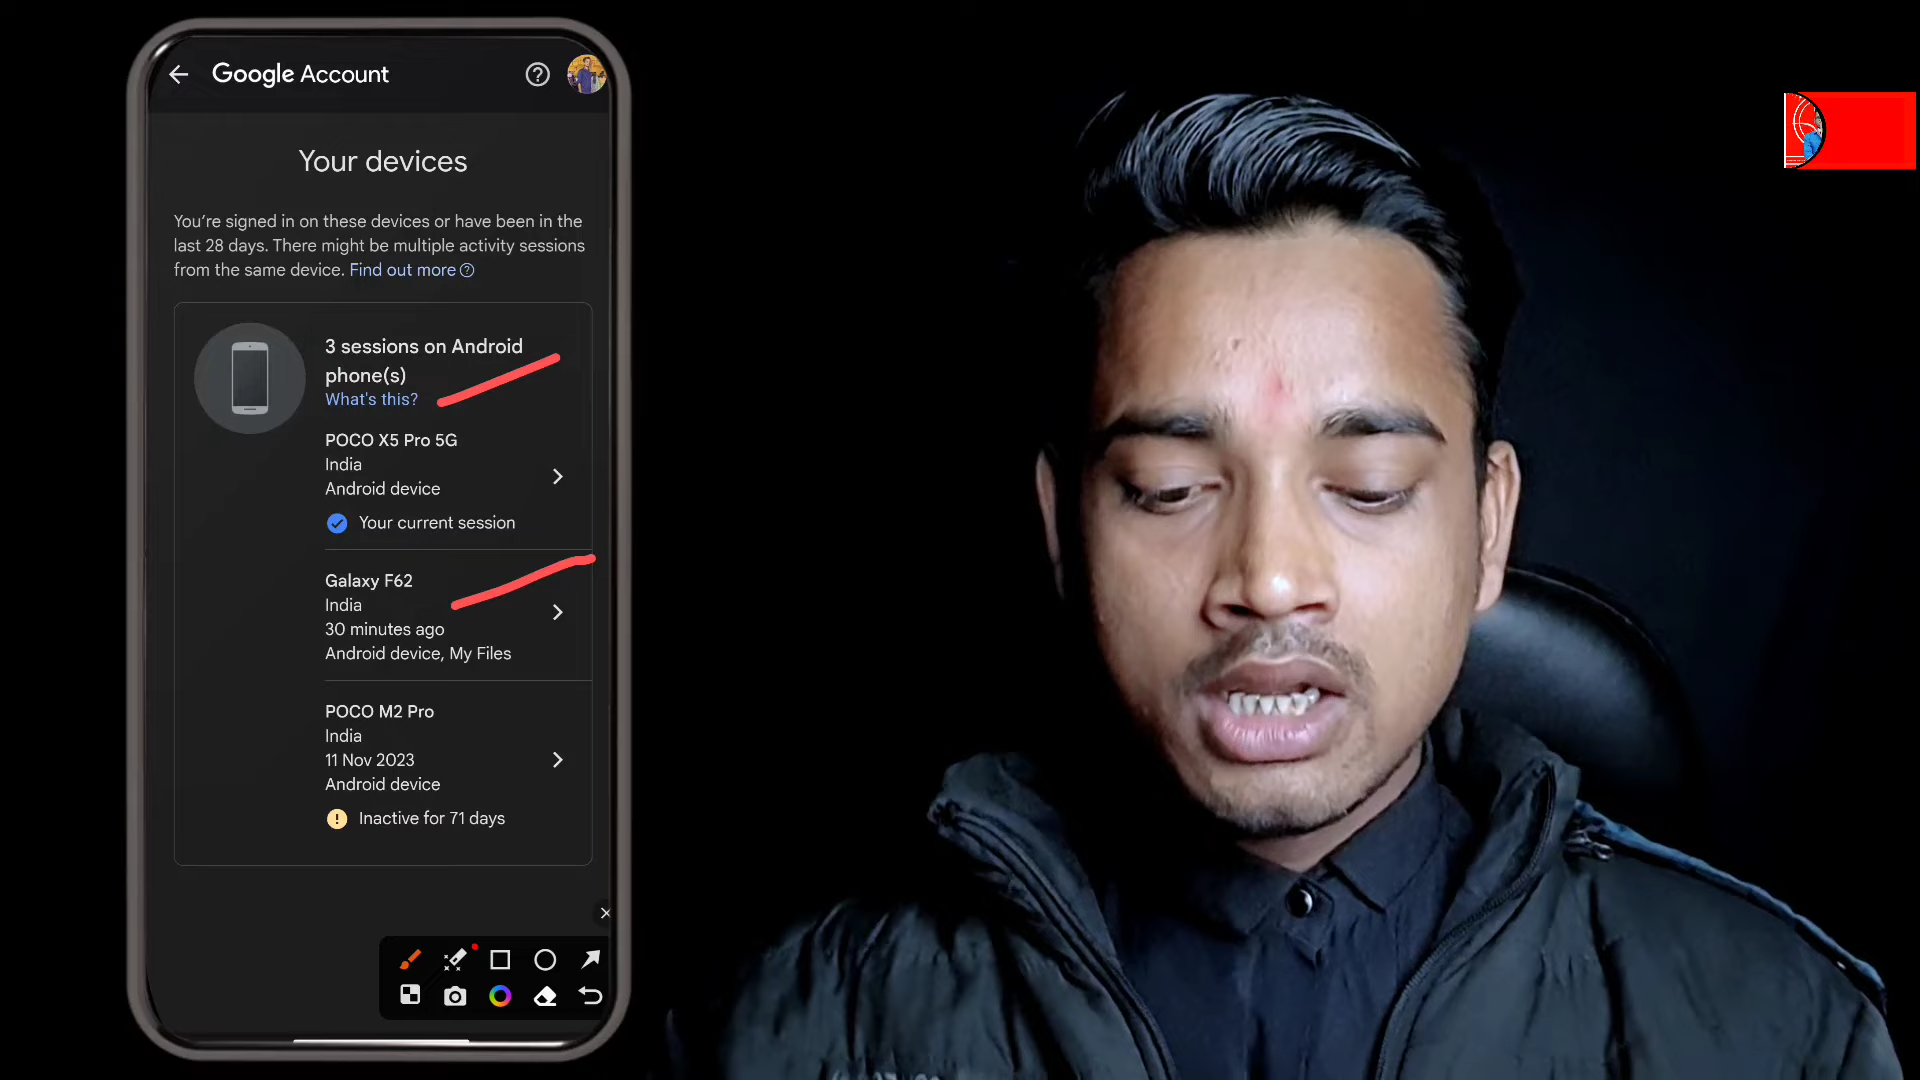 Google Account
Your devices
You’re signed in on these devices or have been in the
last 28 days. There might be multiple activity sessions
from the same device. Find out more
3 sessions on Android
phone(s)
What's this?
POCO X5 Pro 5G
India
Android device
Your current session
Galaxy F62
India
30 minutes ago
Android device, My Files
POCO M2 Pro
India
11 Nov 2023
Android device
Inactive for 71 days